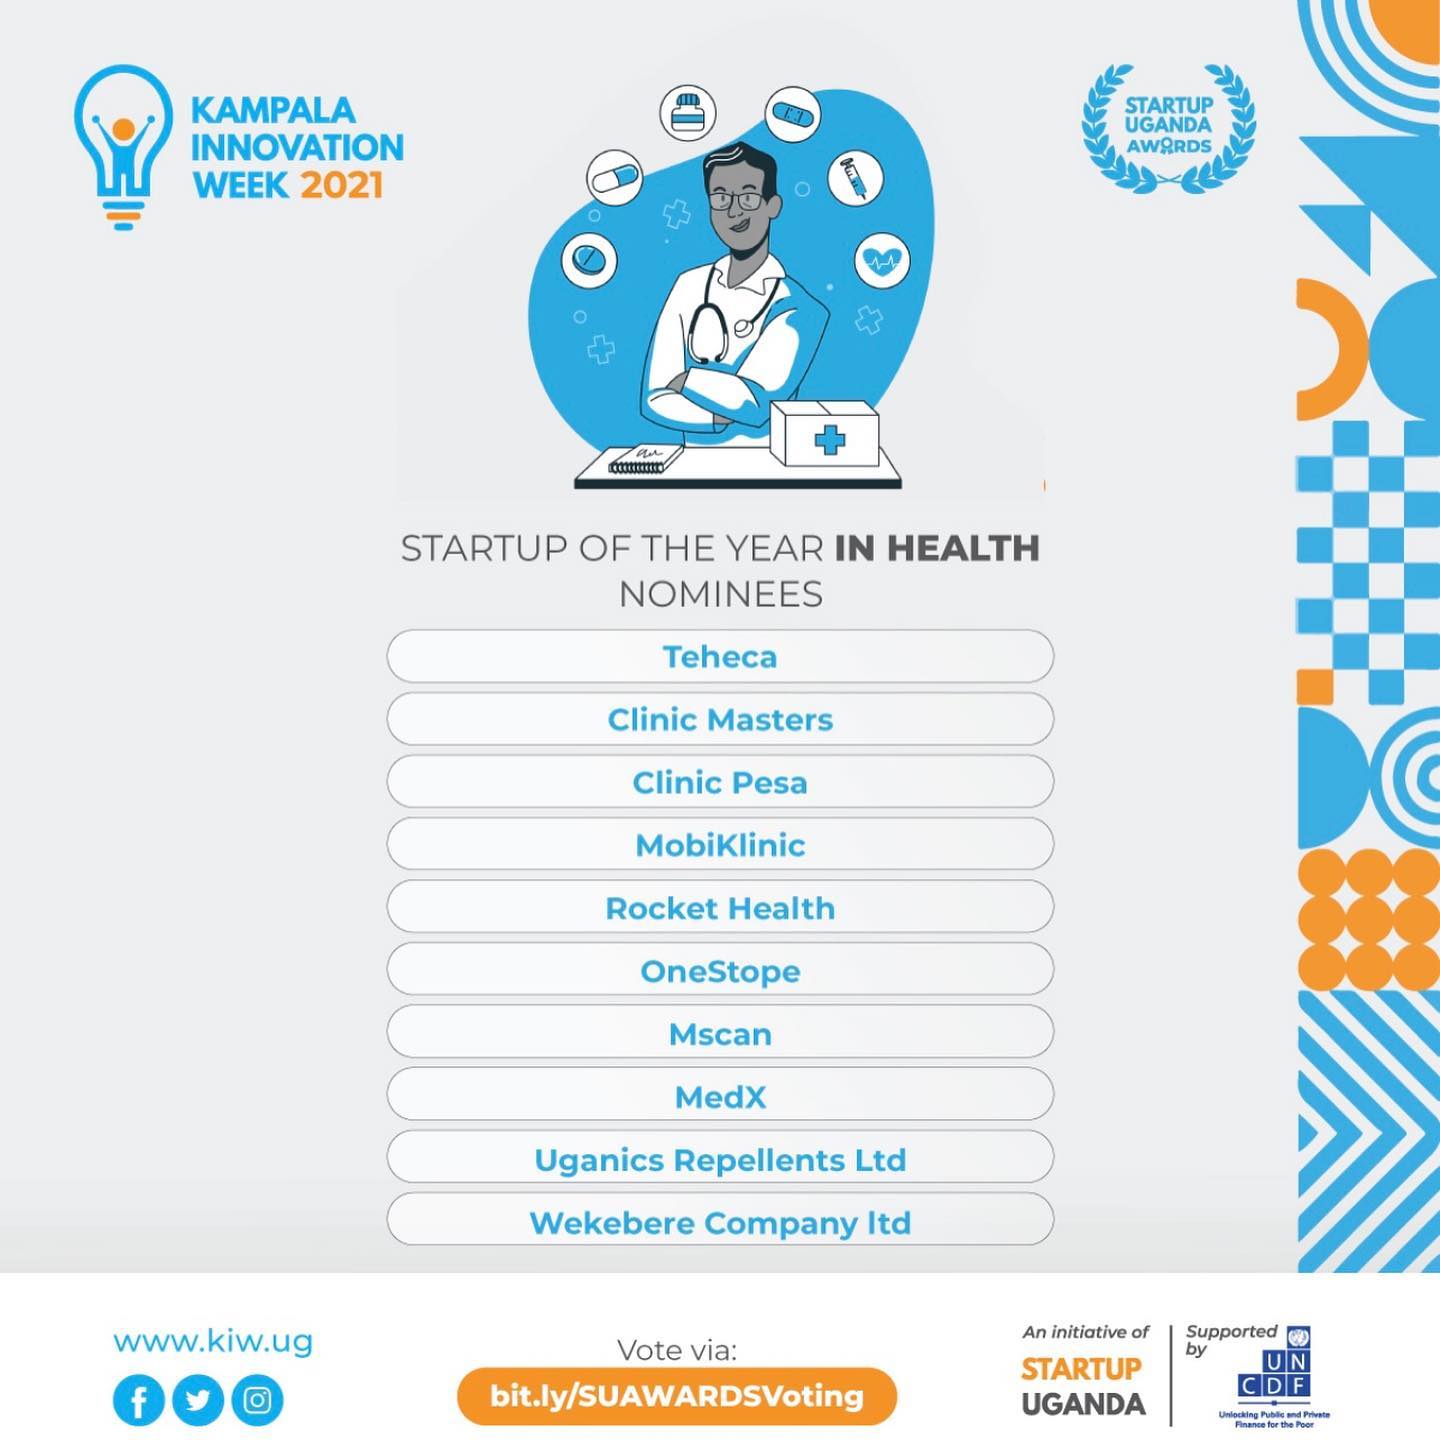 KAMPALA
INNOVATION
WEEK 2021
STARTUP
UGANDA
AWARDS
STARTUP OF THE YEAR IN HEALTH
NOMINEES
Teheca
Clinic Masters
Clinic Pesa
MobiKlinic
Rocket Health
OneStope
Mscan
MedX
Uganics Repellents Ltd
Wekebere Company ltd
www.kiw.ug
Vote via:
bit.ly/SUAWARDSVoting
An initiative of
STARTUP
UGANDA
Supported
by
UN
CDF
Unlocking Public and Private
Finance for the Poor